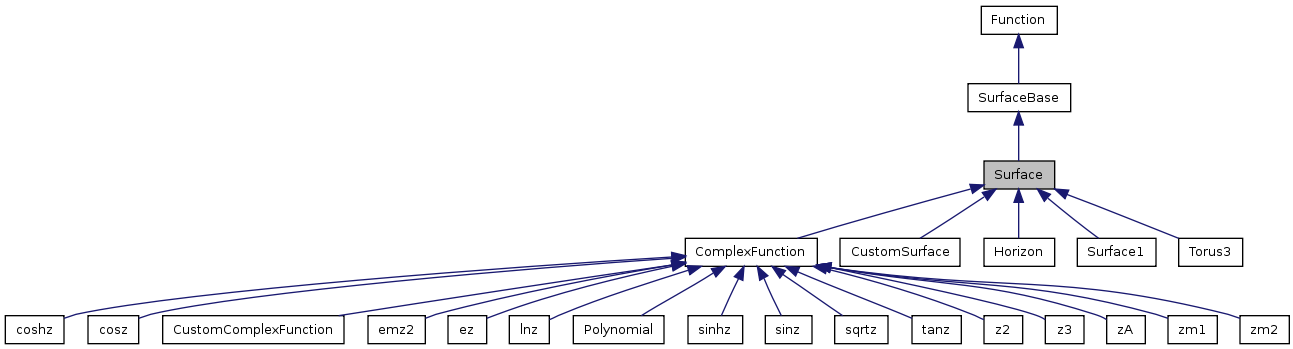 Function
SurfaceBase
Surface
ComplexFunction CustomSurface Horizon Surface1 Torus3
coshz cosz CustomComplexFunction emz2 ez lnz Polynomial sinhz sinz sqrtz tanz z2 z3 zA zm1 zm2